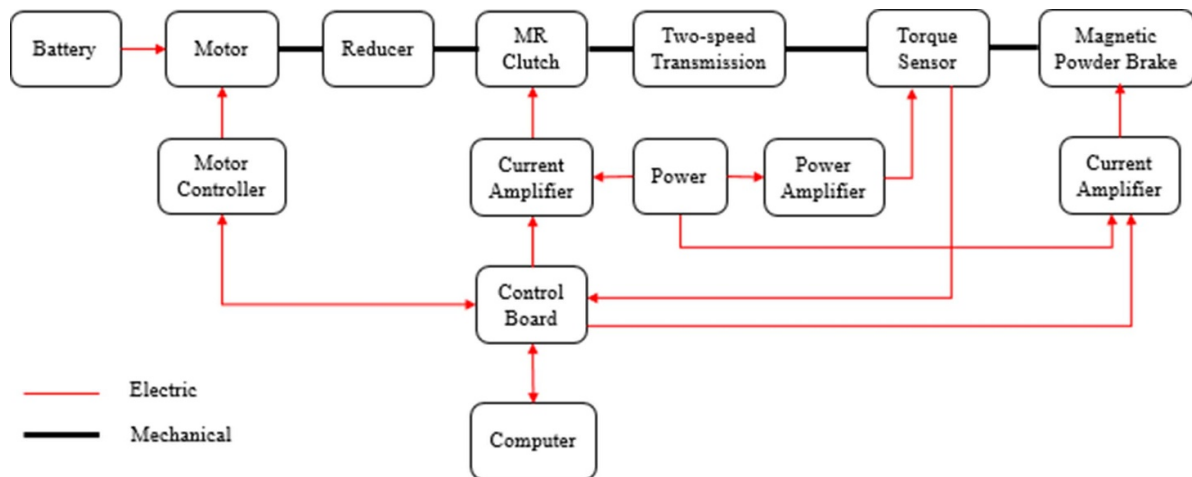 Battery
Motor
Reducer
MR
Clutch
Two-speed
Transmission
Torque
Sensor
Magnetic
Powder Brake
Motor
Controller
Current
Amplifier
Power
Power
Amplifier
Current
Amplifier
Control
Board
Electric
Mechanical
Computer